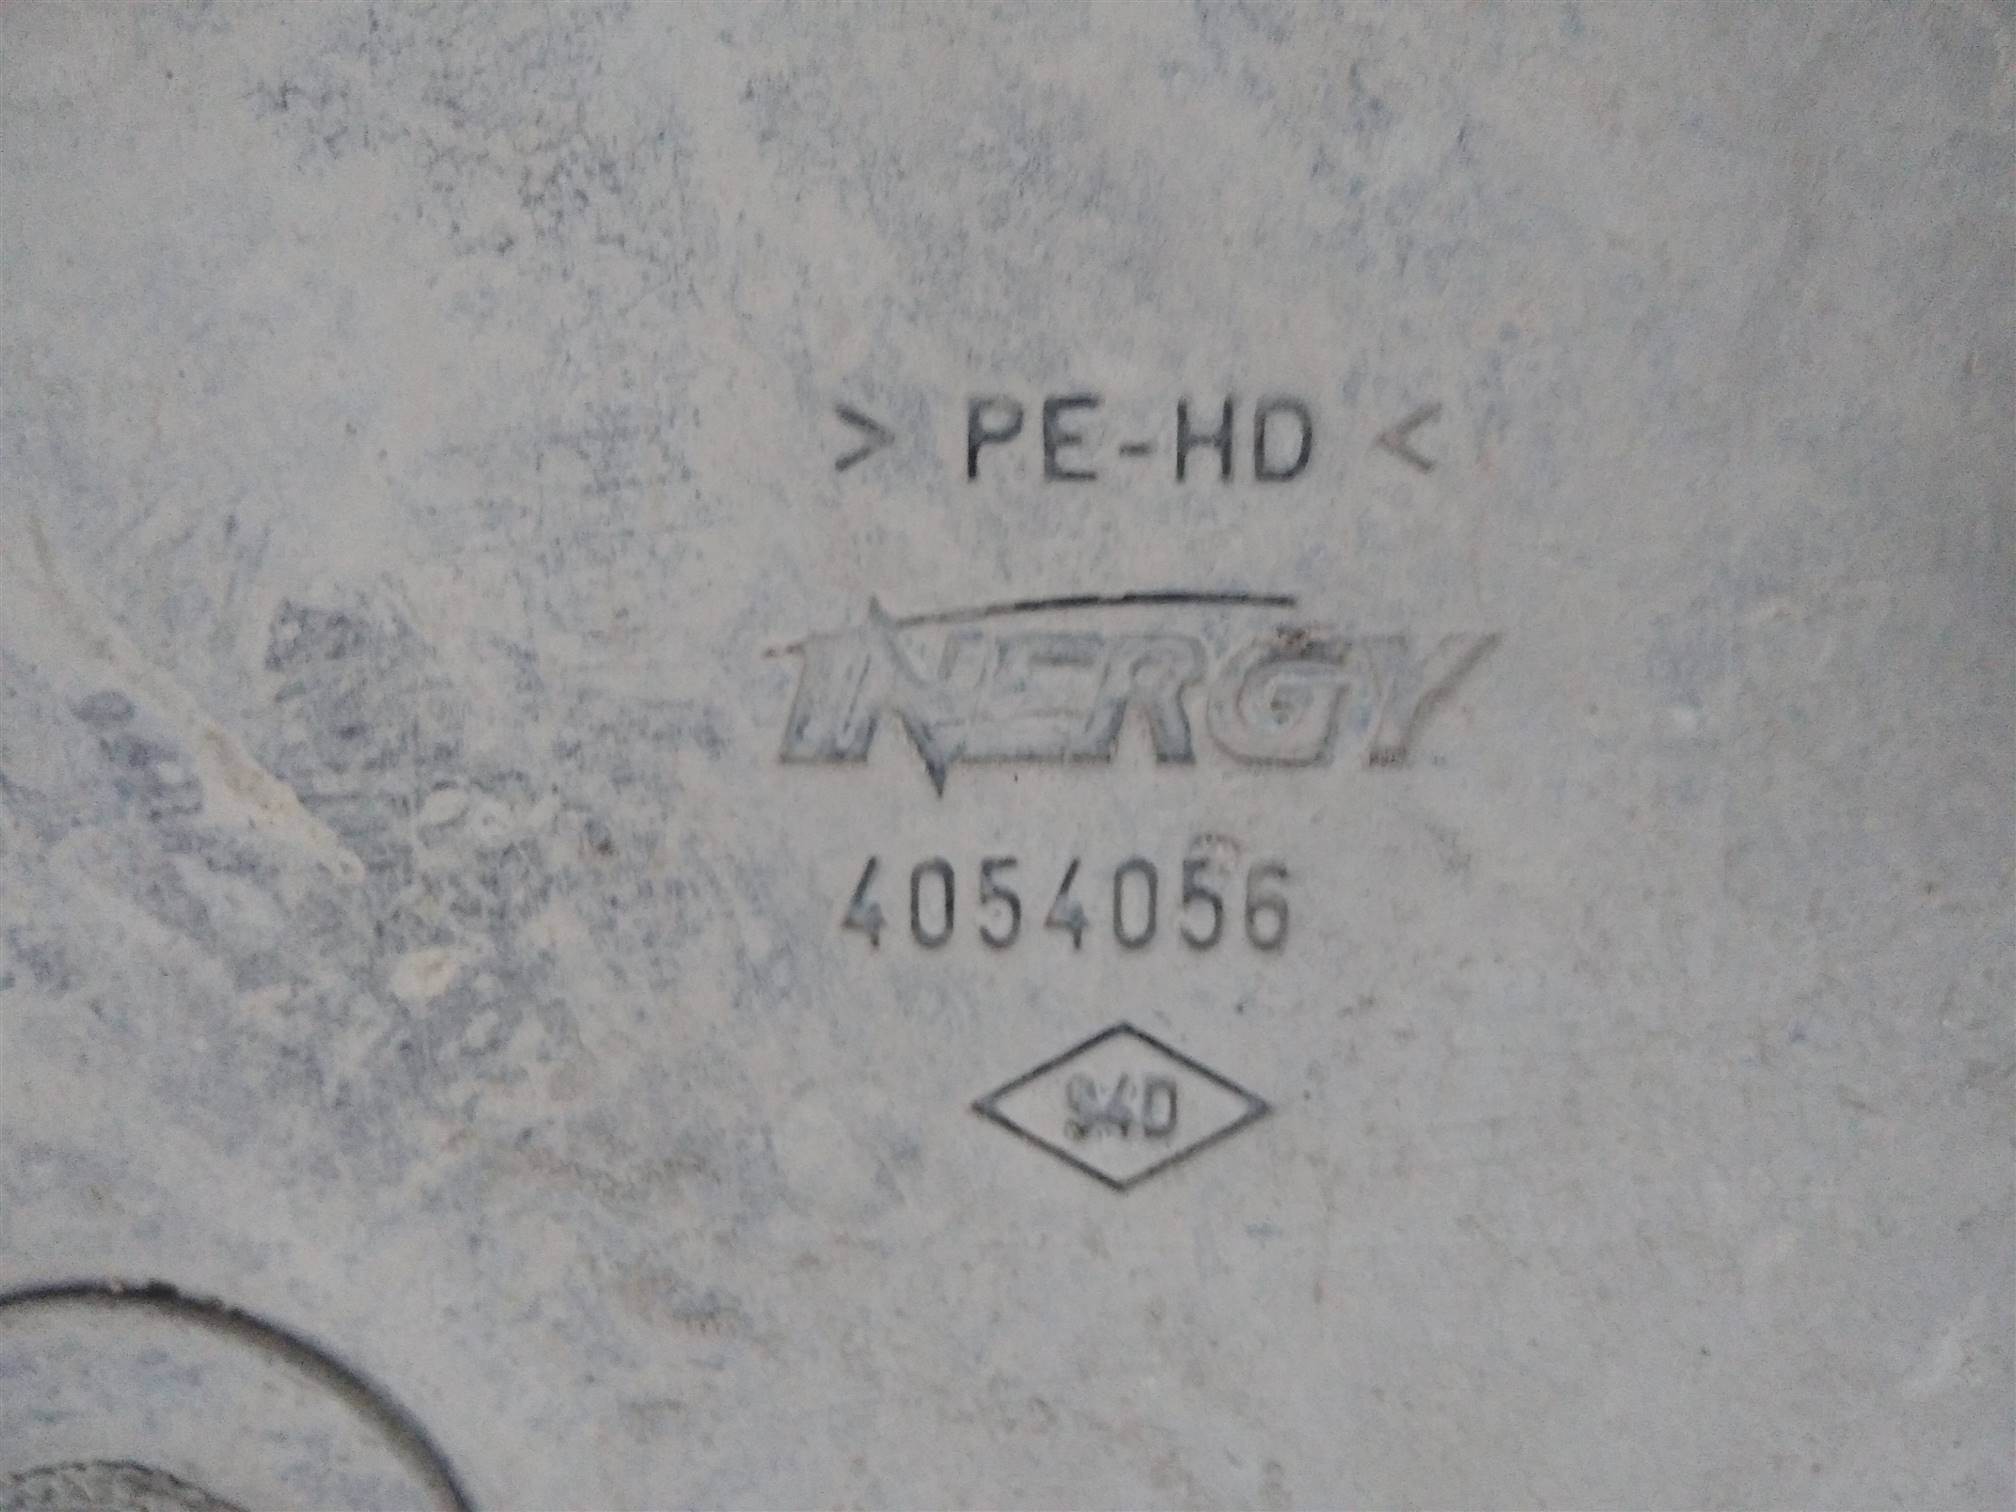 > PE-HD <
INERGY
4054056
94D